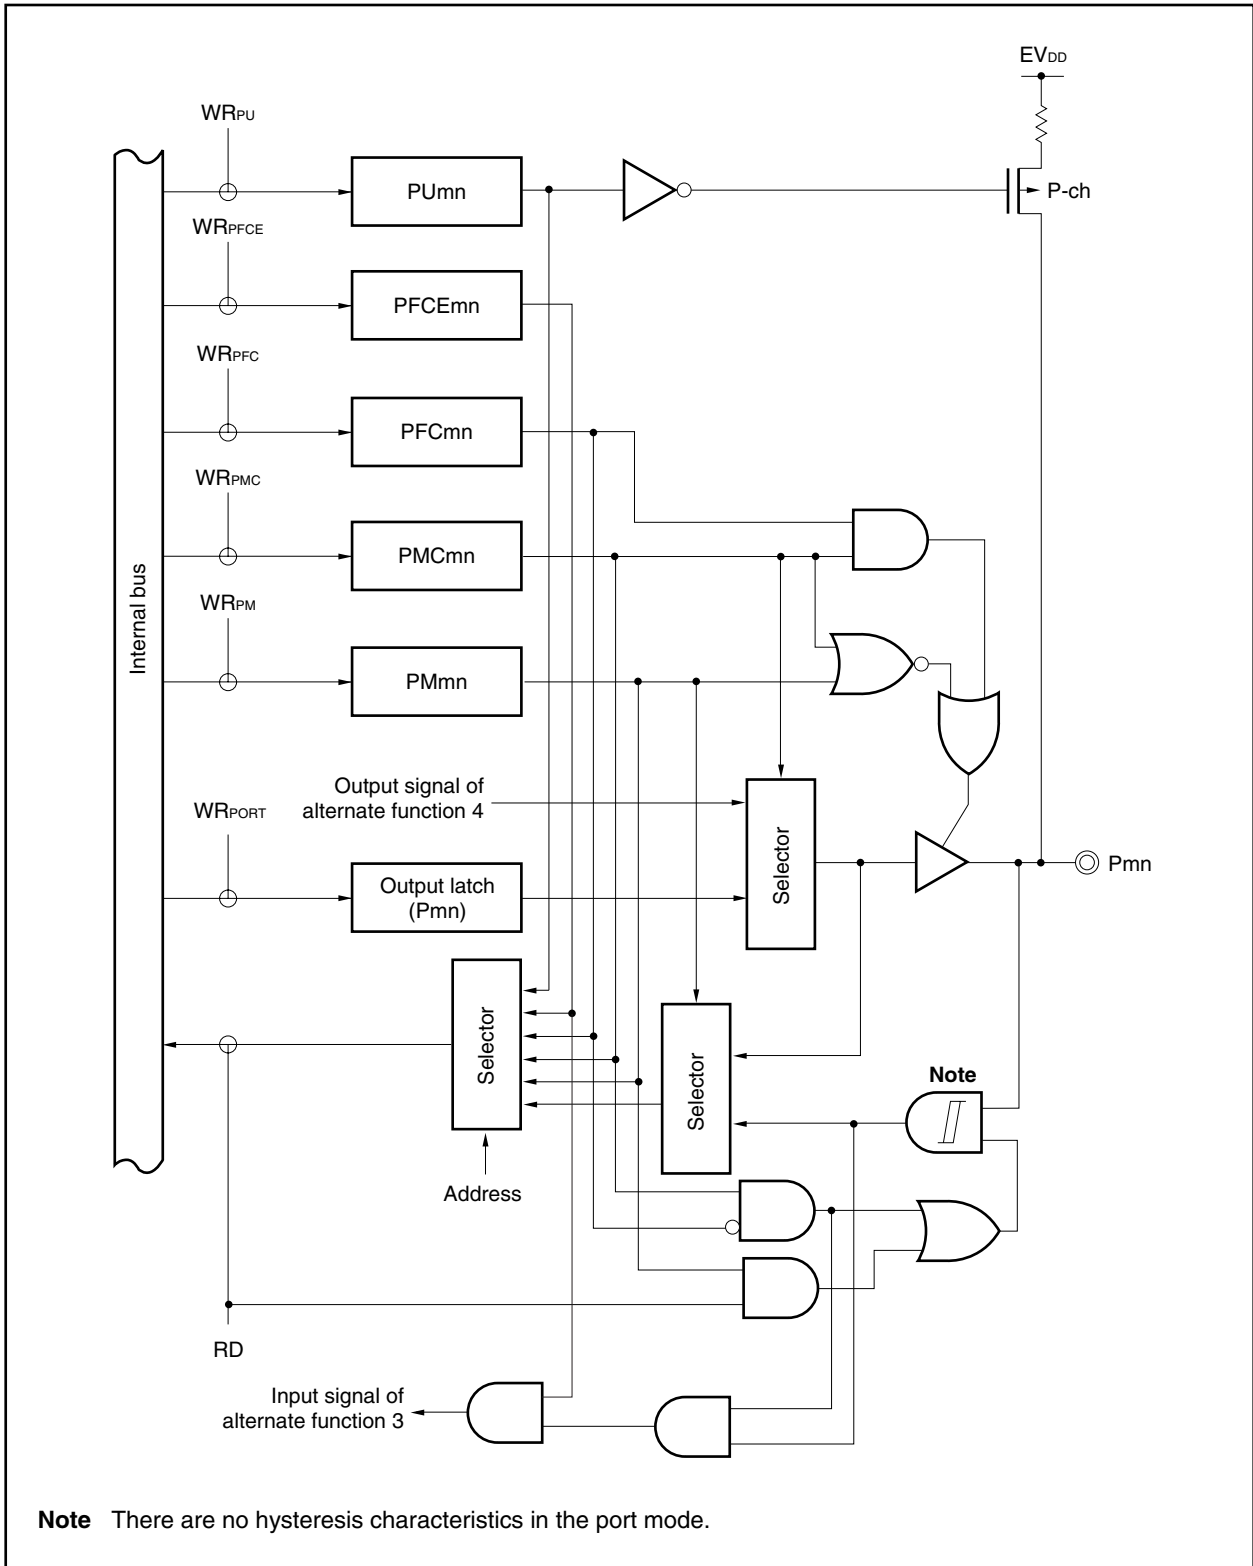 EVDD
WRPU
PUmn
P-ch
WRPFCE
PFCEmn
WRPFC
PFCmn
WRPMC
PMCmn
Internal bus
WRPM
PMmn
Output signal of
alternate function 4
WRPORT
Selector
Pmn
Output latch
(Pmn)
Selector
Selector
Note
Address
RD
Input signal of
alternate function 3
Note There are no hysteresis characteristics in the port mode.